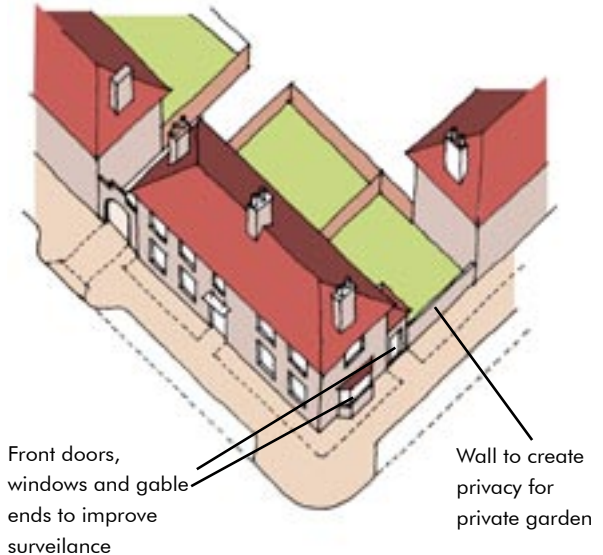 Front doors,
windows and gable
ends to improve
surveilance
Wall to create
privacy for
private garden